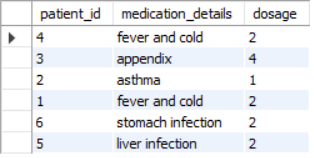 patient_id medication_details dosage
4 fever and cold 2
3 appendix 4
2 asthma 1
1 fever and cold 2
6 stomach infection 2
5 liver infection 2